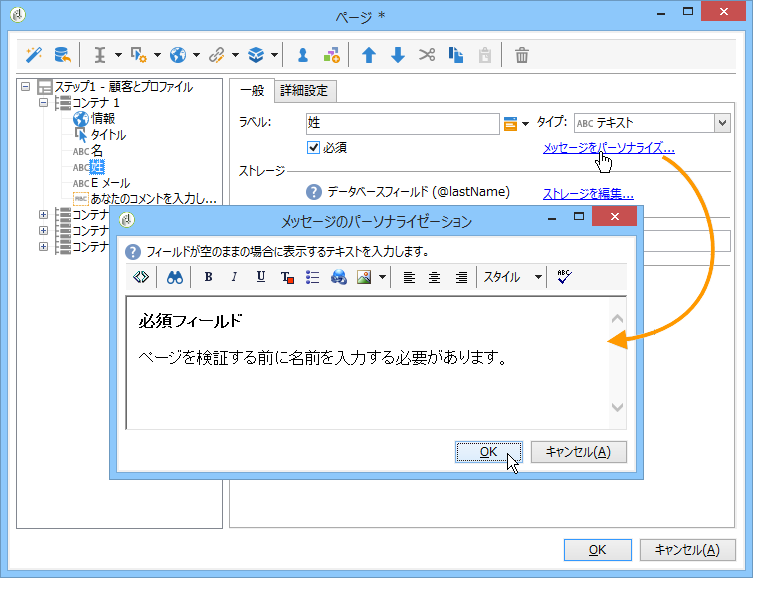 ページ *
ステップ1 - 顧客とプロファイル
コンテナ 1
情報
タイトル
ABC 名
ABC 姓
ABC E メール
あなたのコメントを入力し...
コンテナ
コンテナ
コンテナ
一般
詳細設定
ラベル:
姓
タイプ:
ABC テキスト
必須
メッセージをパーソナライズ...
ストレージ
データベースフィールド (@lastName)
ストレージを編集...
メッセージのパーソナライゼーション
フィールドが空のままの場合に表示するテキストを入力します。
B I U T スタイル ABC
必須フィールド
ページを検証する前に名前を入力する必要があります。
OK
キャンセル(A)
OK
キャンセル(A)